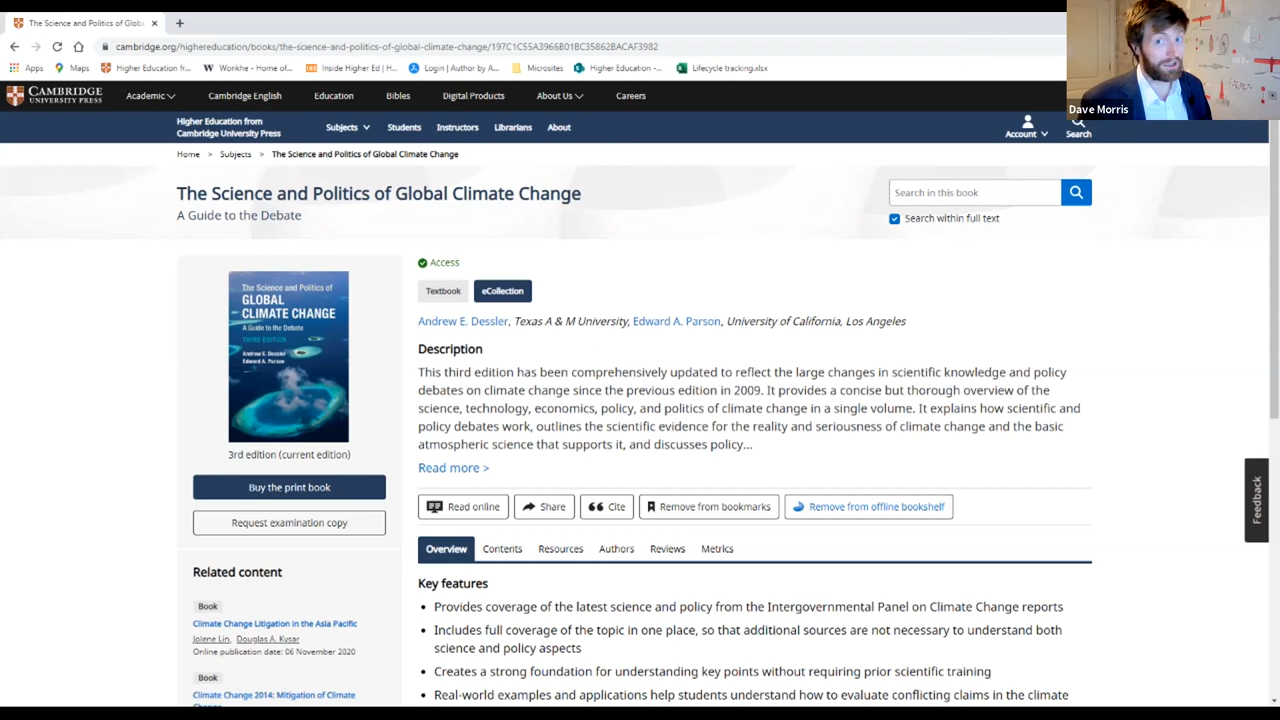 The Science and Politics of Globa
cambridge.org/highereducation/books/the-science-and-politics-of-global-climate-change/197C1C55A3966B01BC35862BACAF3982
Apps Maps Higher Education fr... Wonkhe - Home of... Inside Higher Ed | H... Login | Author by A... Microsites Higher Education -... Lifecycle tracking.xlsx
Dave Morris
CAMBRIDGE
UNIVERSITY PRESS
Academic Cambridge English Education Bibles Digital Products About Us Careers
Higher Education from
Cambridge University Press
Subjects Students Instructors Librarians About
Account Search
Home > Subjects > The Science and Politics of Global Climate Change
The Science and Politics of Global Climate Change
A Guide to the Debate
Search in this book
Search within full text
The Science and Politics of
GLOBAL
CLIMATE CHANGE
A Guide to the Debate
THIRD EDITION
Andrew E. Dessler
Edward A. Parson
3rd edition (current edition)
Buy the print book
Request examination copy
Related content
Book
Climate Change Litigation in the Asia Pacific
Jolene Lin, Douglas A. Kysar
Online publication date: 06 November 2020
Book
Climate Change 2014: Mitigation of Climate
Access
Textbook eCollection
Andrew E. Dessler, Texas A & M University, Edward A. Parson, University of California, Los Angeles
Description
This third edition has been comprehensively updated to reflect the large changes in scientific knowledge and policy
debates on climate change since the previous edition in 2009. It provides a concise but thorough overview of the
science, technology, economics, policy, and politics of climate change in a single volume. It explains how scientific and
policy debates work, outlines the scientific evidence for the reality and seriousness of climate change and the basic
atmospheric science that supports it, and discusses policy...
Read more >
Read online Share Cite Remove from bookmarks Remove from offline bookshelf
Overview Contents Resources Authors Reviews Metrics
Key features
• Provides coverage of the latest science and policy from the Intergovernmental Panel on Climate Change reports
• Includes full coverage of the topic in one place, so that additional sources are not necessary to understand both
science and policy aspects
• Creates a strong foundation for understanding key points without requiring prior scientific training
• Real-world examples and applications help students understand how to evaluate conflicting claims in the climate
Feedback